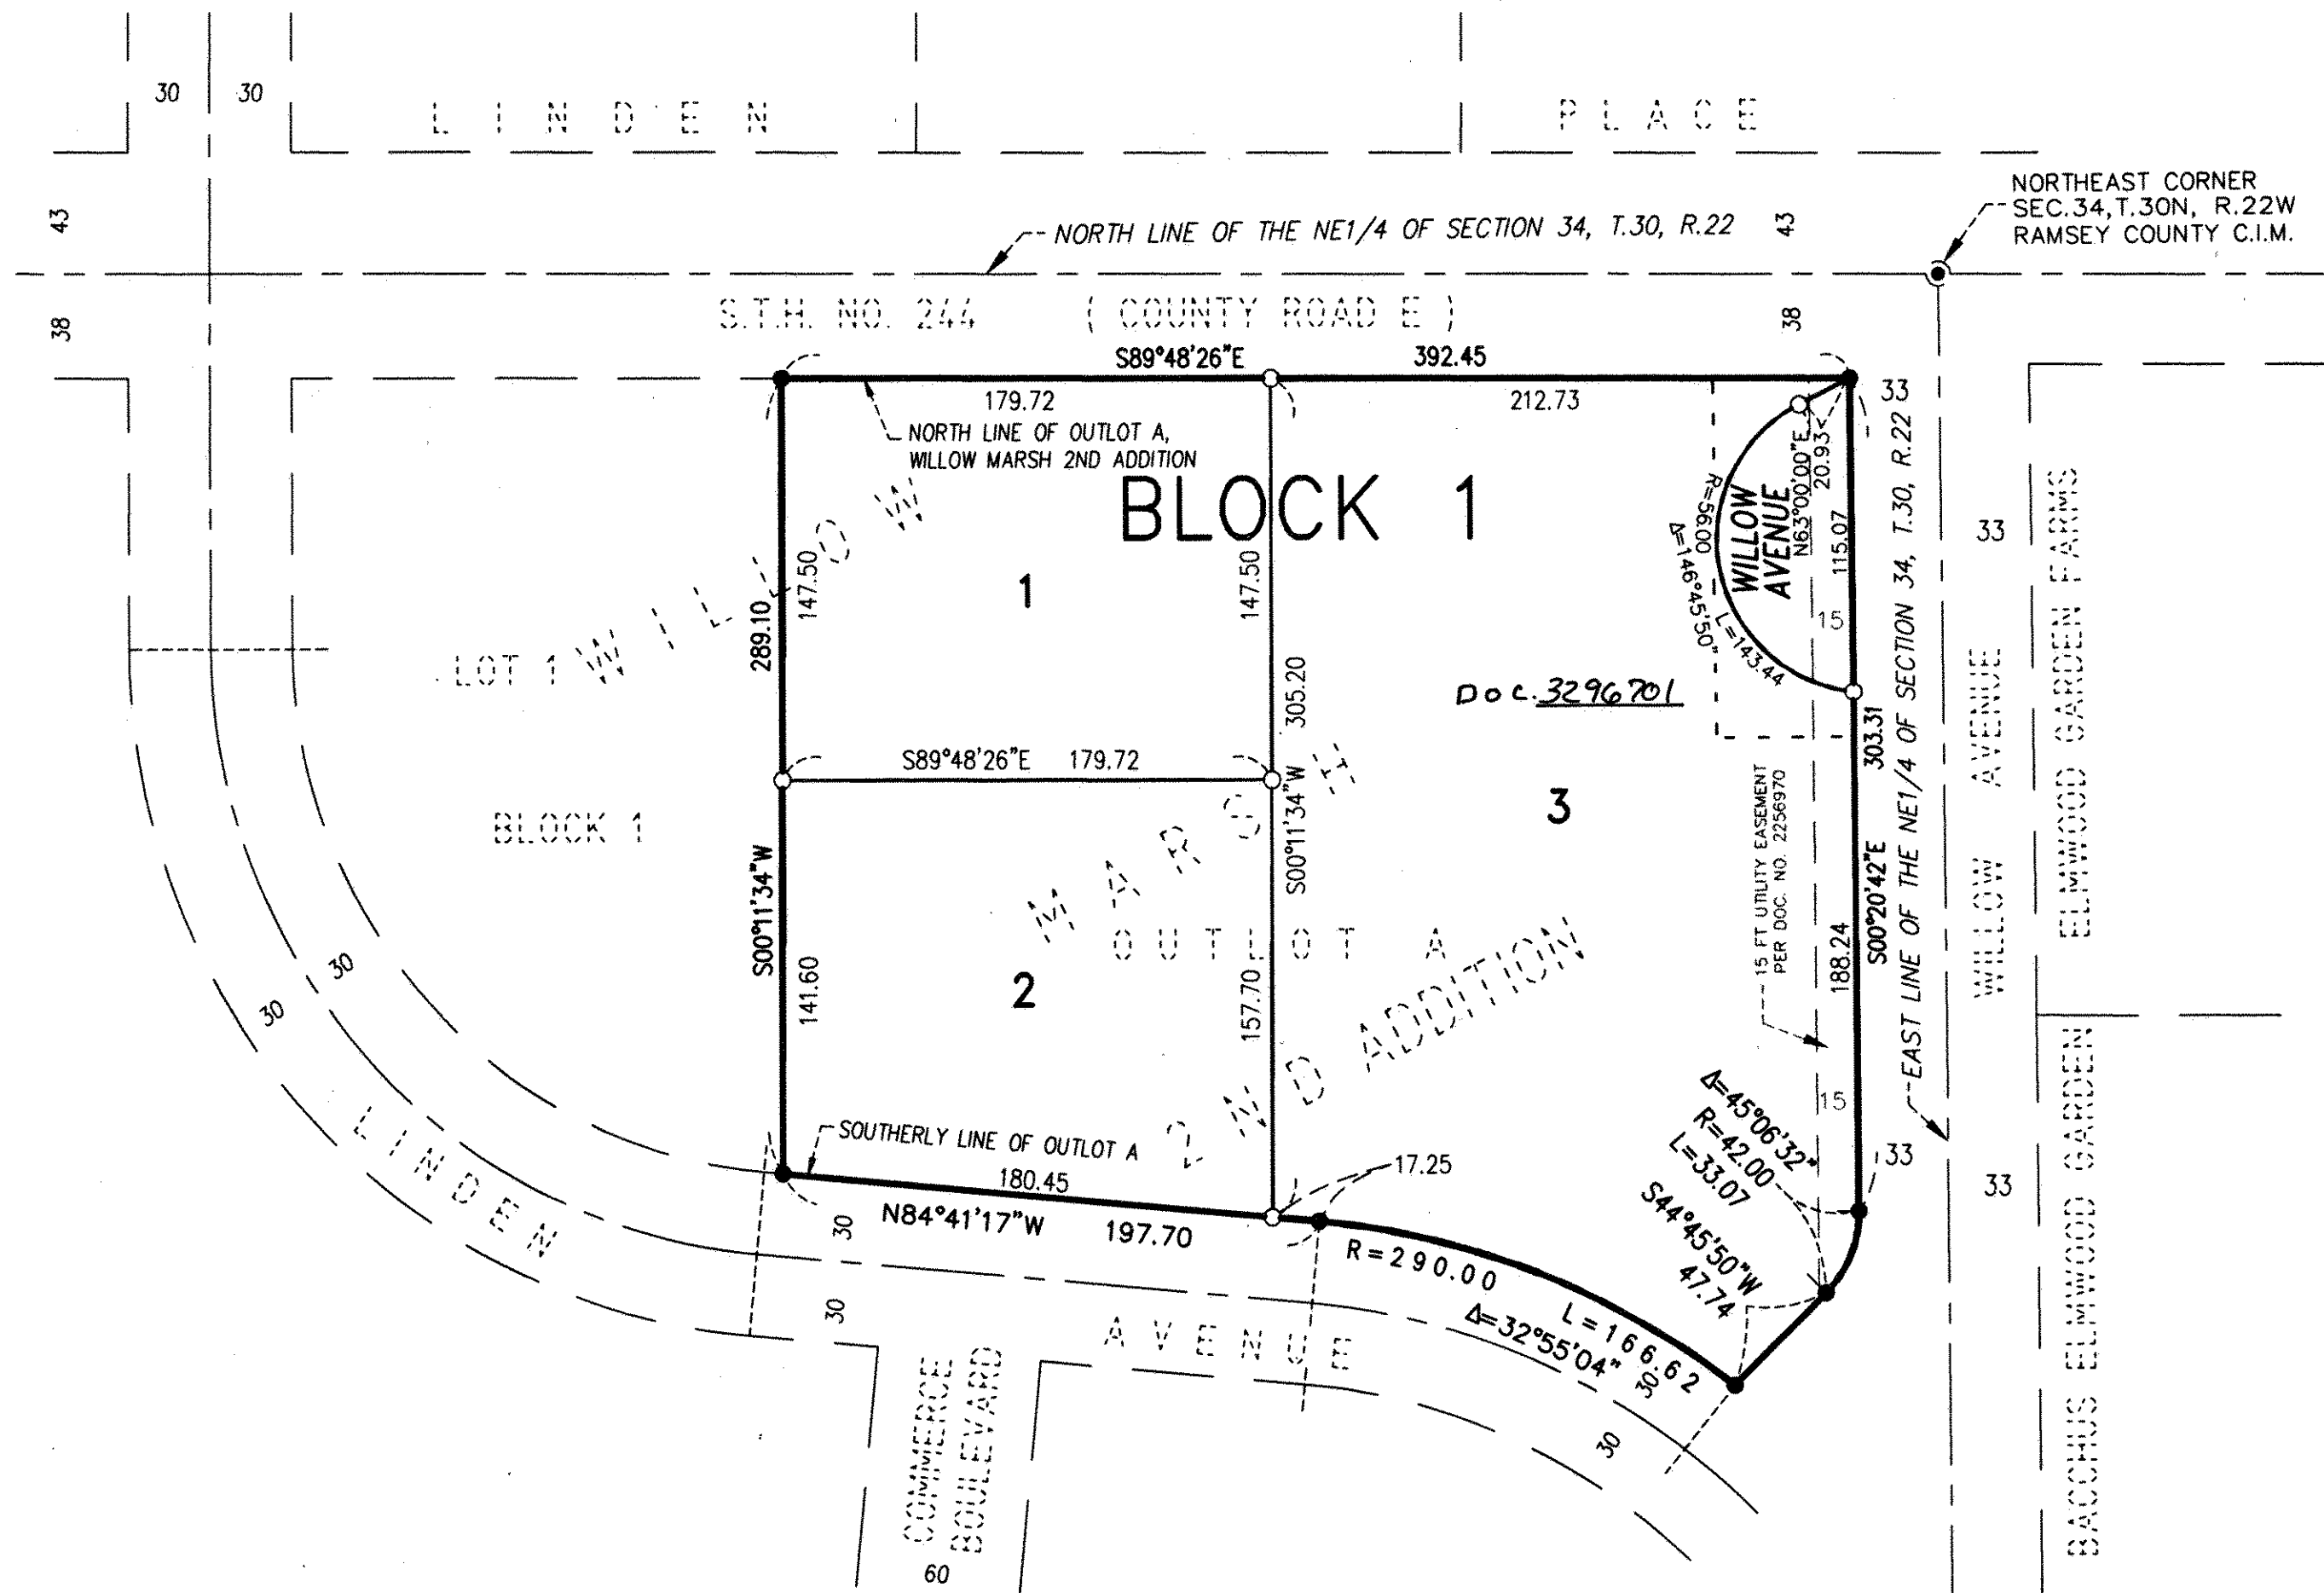 30
30
LINDEN
PLACE
43
NORTH LINE OF THE NE1/4 OF SECTION 34, T.30, R.22
43
NORTHEAST CORNER
SEC.34,T.30N, R.22W
RAMSEY COUNTY C.I.M.
38
S.T.H. NO. 244
( COUNTY ROAD E )
38
S89°48'26"E
392.45
179.72
212.73
33
NORTH LINE OF OUTLOT A,
WILLOW MARSH 2ND ADDITION
BLOCK 1
R=56.00
Δ=146°45'50"
L=143.44
WILLOW
AVENUE
N63°00'00"E
20.93
115.07
15
EAST LINE OF THE NE1/4 OF SECTION 34, T.30, R.22
33
ELMWOOD GARDEN FARMS
WILLOW AVENUE
147.50
289.10
1
147.50
305.20
LOT 1
WILLOW
MARSH
2ND ADDITION
DOC. 3296701
303.31
S89°48'26"E
179.72
S00°11'34"W
3
BLOCK 1
S00°11'34"W
15 FT UTILITY EASEMENT
PER DOC. NO. 2256970
S00°20'42"E
188.24
OUTLOT A
141.60
2
157.70
30
30
15
Δ=45°06'32"
R=42.00
L=33.07
33
33
S44°45'50"W
47.74
BACCHUS ELMWOOD GARDEN
SOUTHERLY LINE OF OUTLOT A
180.45
17.25
N84°41'17"W
197.70
30
30
R=290.00
L=166.62
Δ=32°55'04"
30
30
LINDEN
AVENUE
COMMERCE
BOULEVARD
60